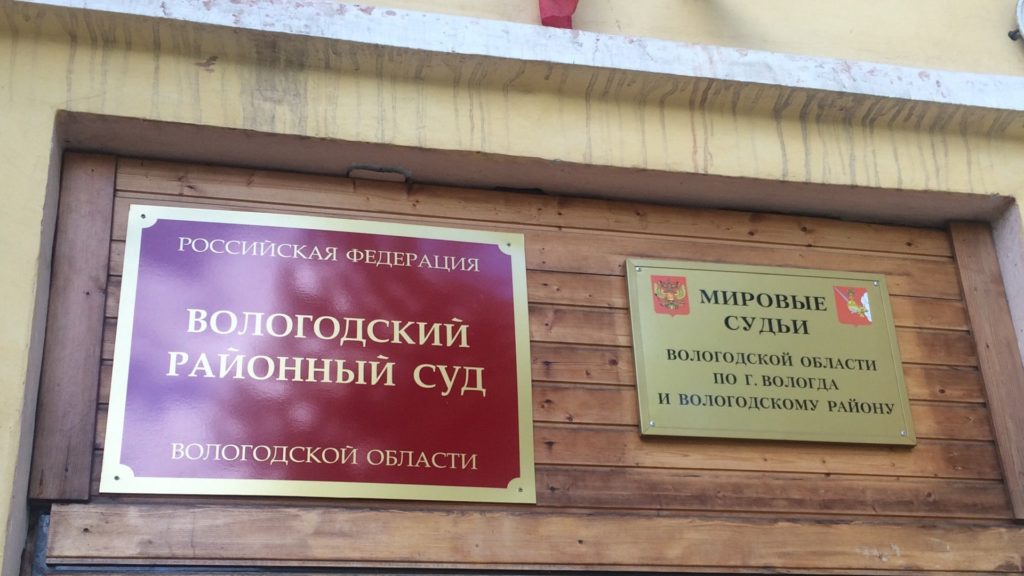 РОССИЙСКАЯ ФЕДЕРАЦИЯ
ВОЛОГОДСКИЙ
РАЙОННЫЙ СУД
ВОЛОГОДСКОЙ ОБЛАСТИ
МИРОВЫЕ
СУДЬИ
ВОЛОГОДСКОЙ ОБЛАСТИ
ПО Г. ВОЛОГДА
И ВОЛОГОДСКОМУ РАЙОНУ